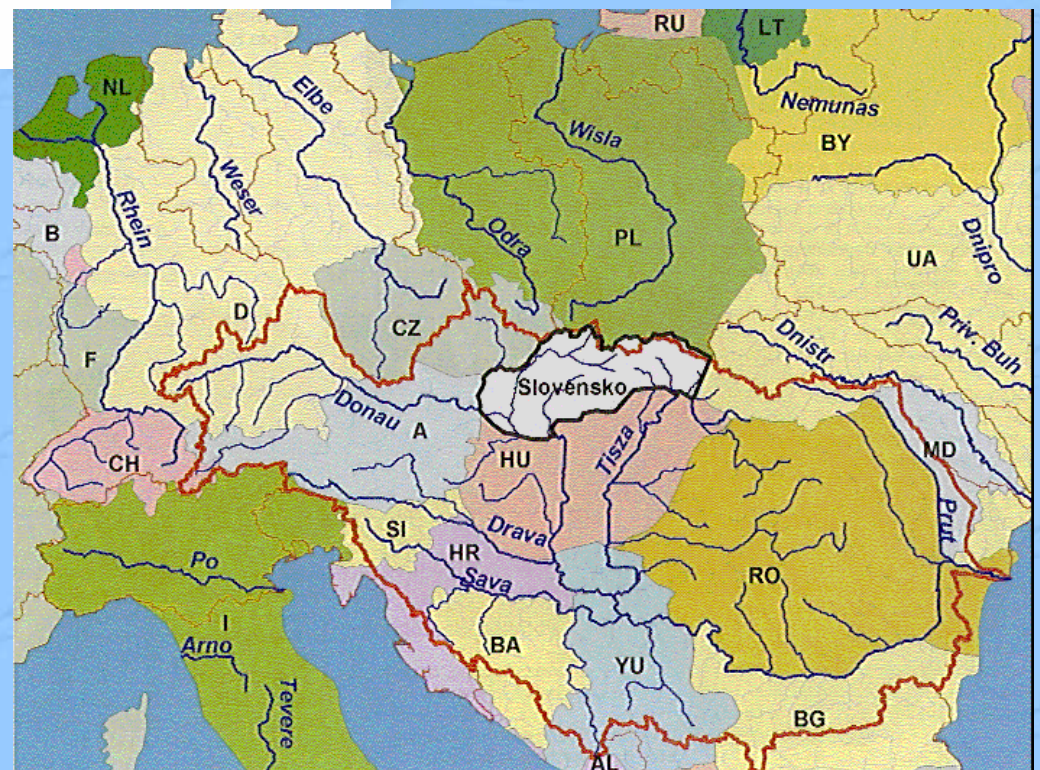 RU
LT
NL
Elbe
Nemunas
Wisla
BY
Weser
Rhein
B
Odra
PL
Dnipro
UA
D
CZ
Priv. Buh
Dnistr
F
Slovensko
Donau
A
CH
HU
Tisza
MD
Prut
SI
Drava
HR
Po
Sava
RO
I
Arno
BA
YU
Tevere
BG
AL